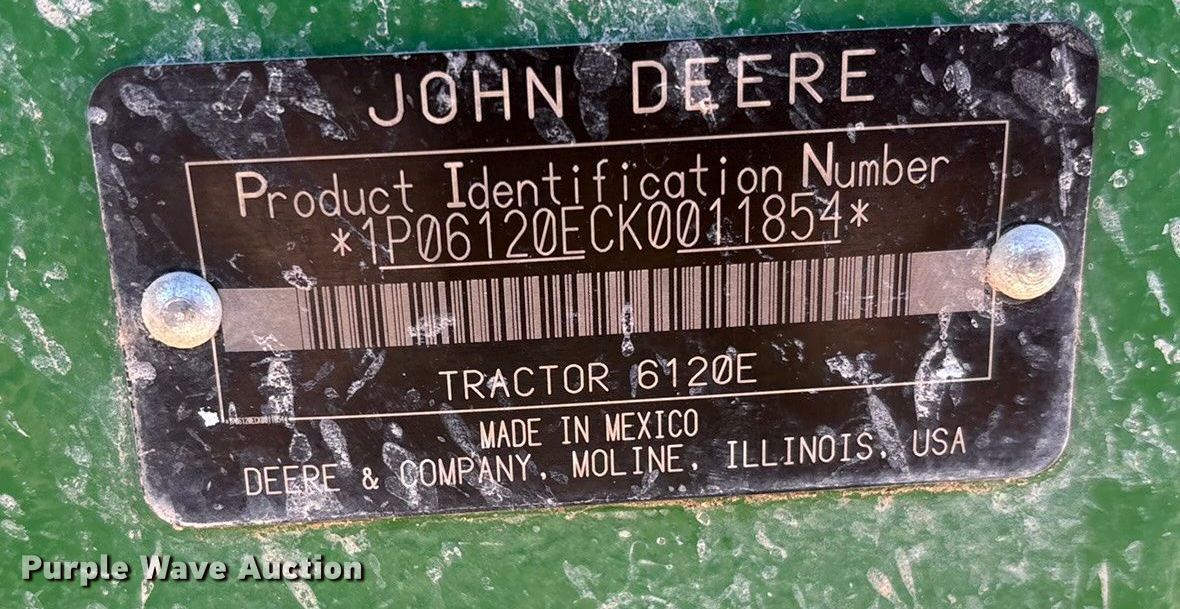 JOHN DEERE
Product Identification Number
*1P06120ECK0011854*
TRACTOR 6120E
MADE IN MEXICO
DEERE & COMPANY, MOLINE, ILLINOIS, USA
Purple Wave Auction